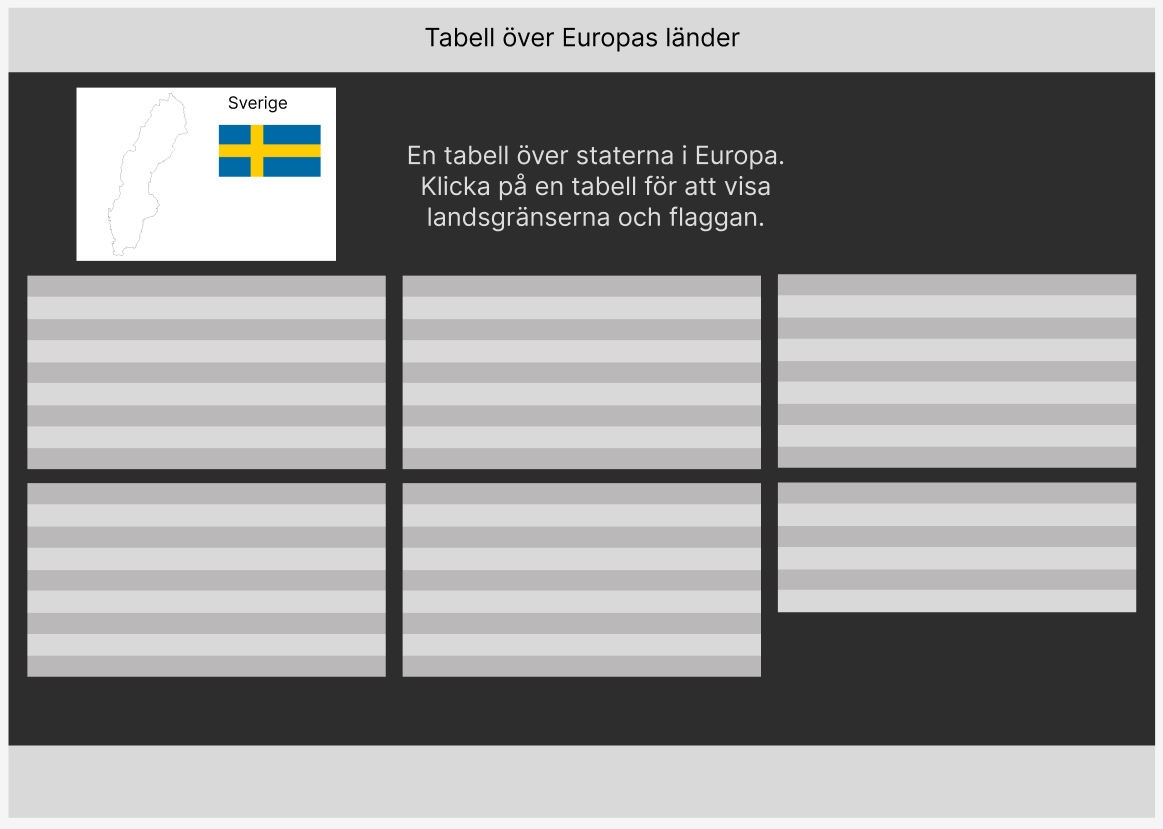 Tabell över Europas länder
Sverige
En tabell över staterna i Europa.
Klicka på en tabell för att visa
landsgränserna och flaggan.